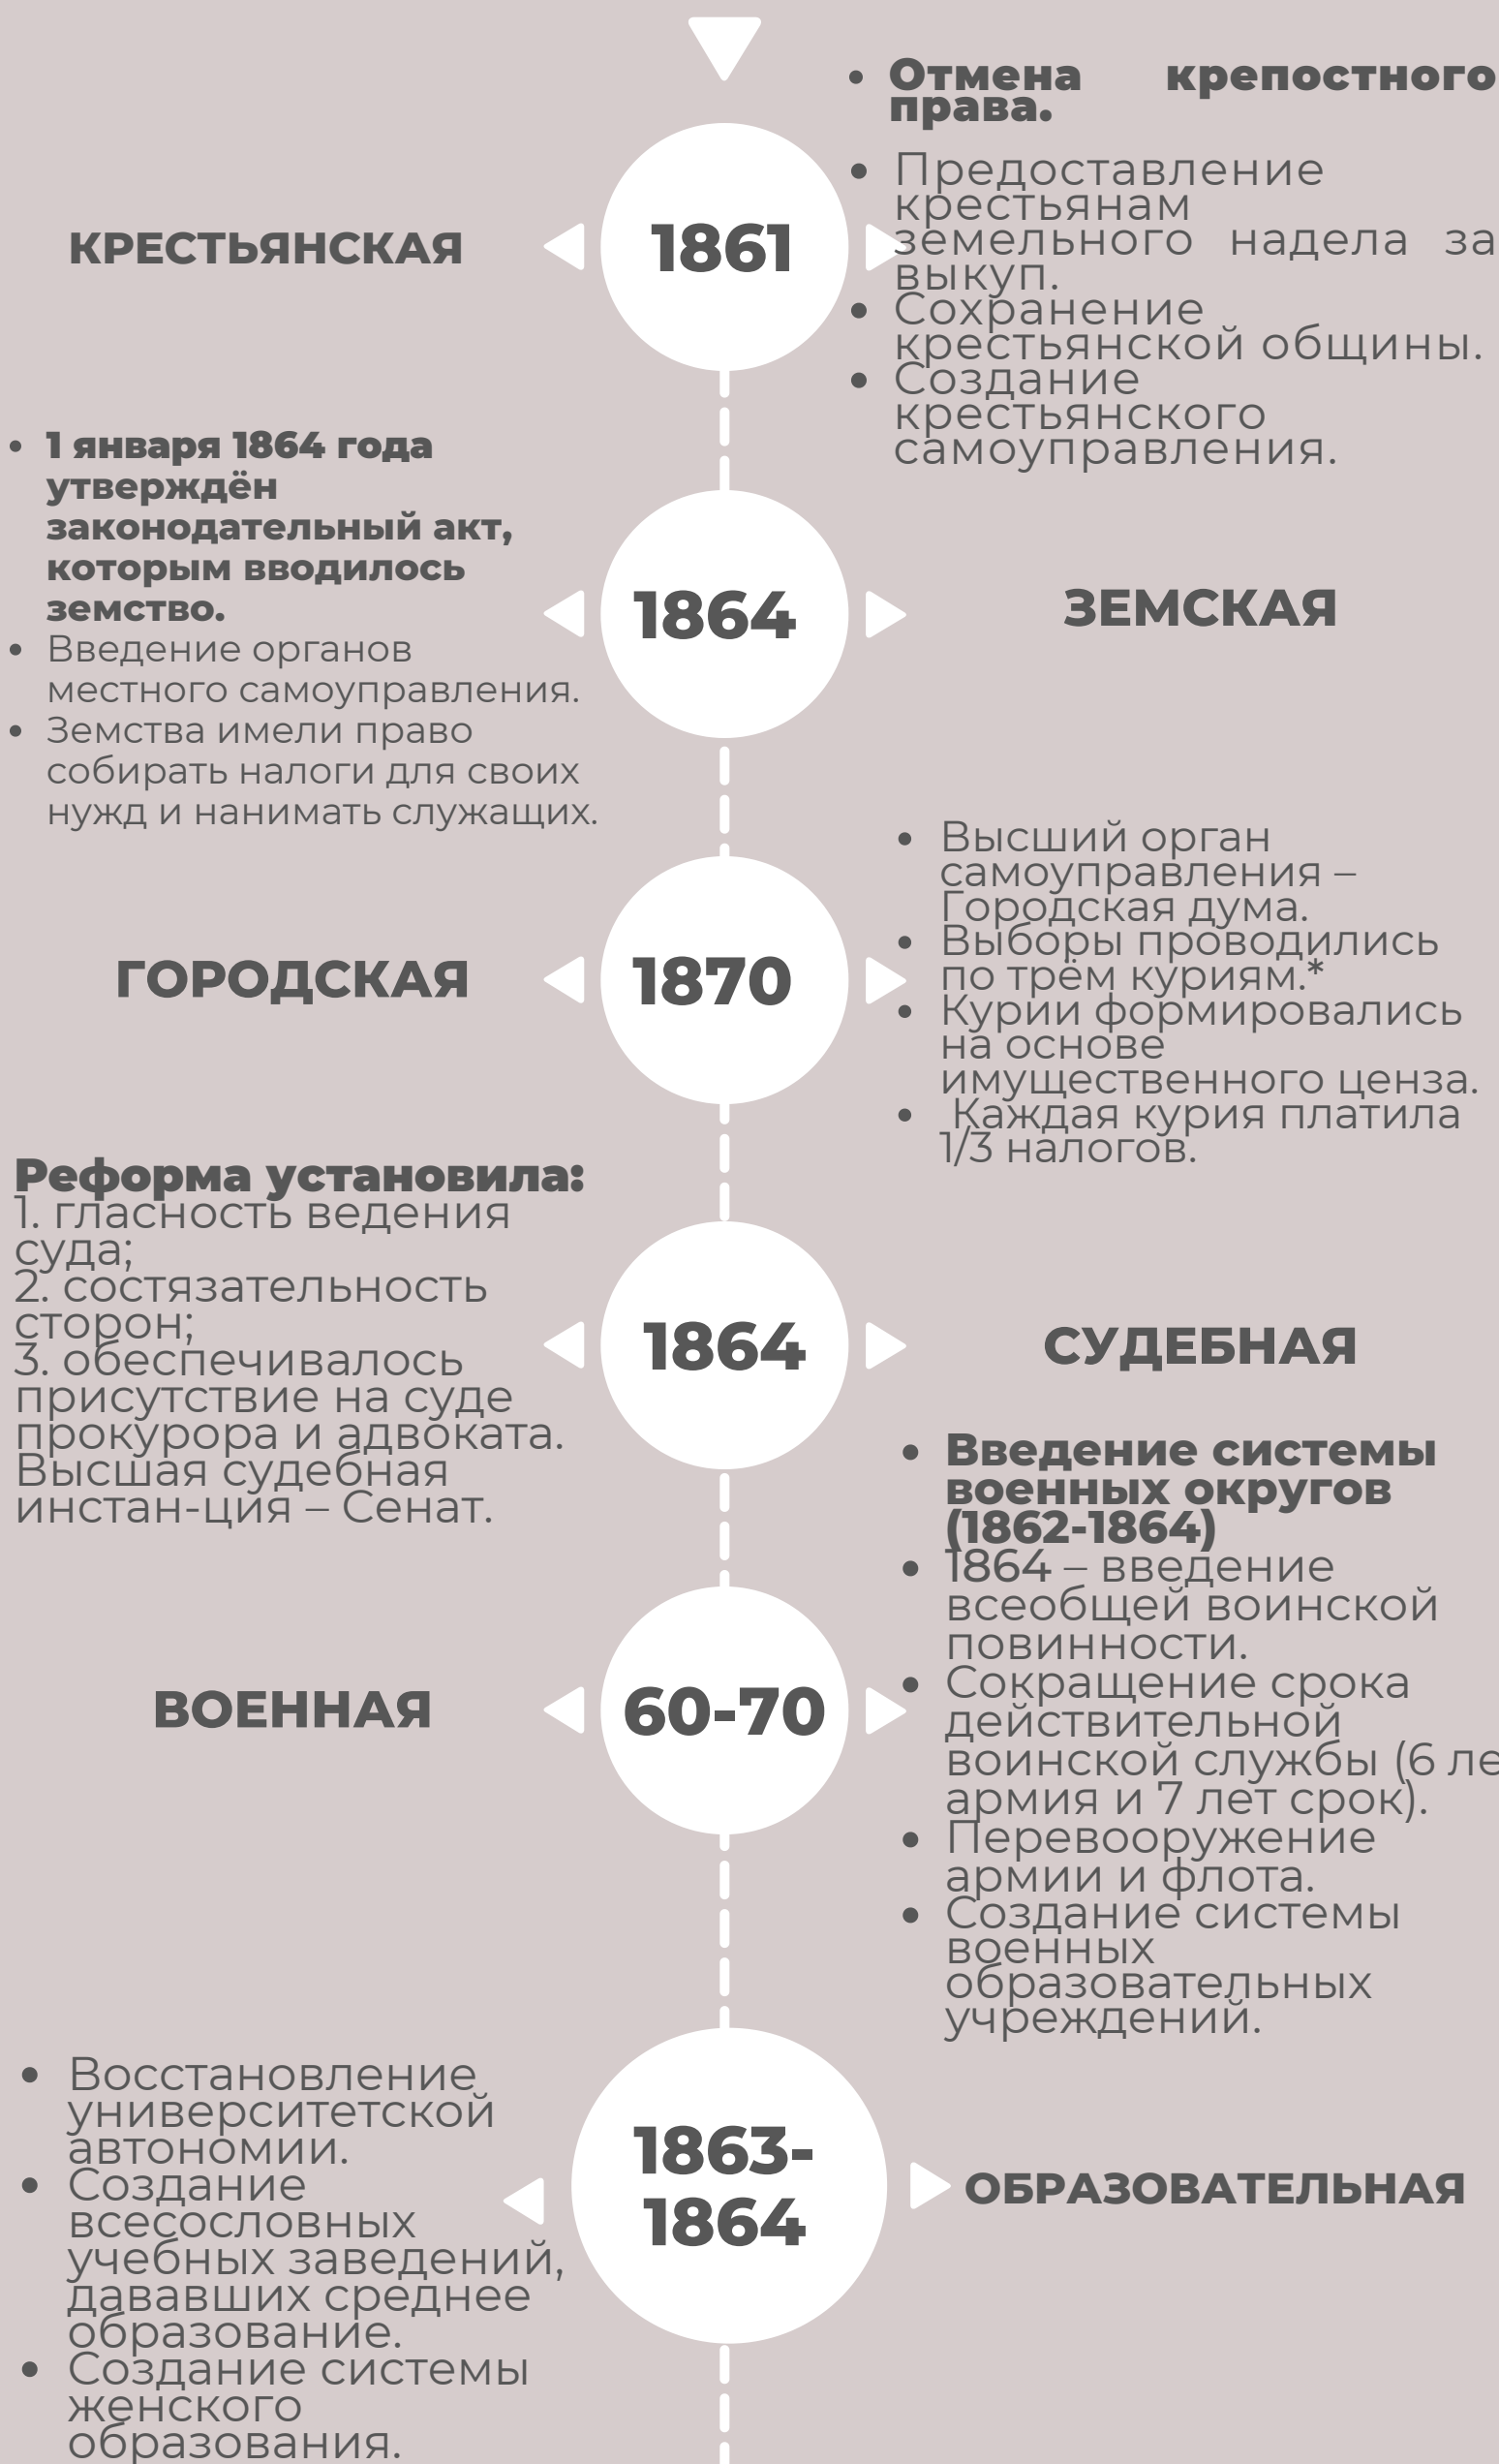 • Отмена крепостного
права.
• Предоставление
крестьянам
земельного надела за
выкуп.
• Сохранение
крестьянской общины.
• Создание
крестьянского
самоуправления.
КРЕСТЬЯНСКАЯ
1861
• 1 января 1864 года
утверждён
законодательный акт,
которым вводилось
земство.
• Введение органов
местного самоуправления.
• Земства имели право
собирать налоги для своих
нужд и нанимать служащих.
1864
ЗЕМСКАЯ
ГОРОДСКАЯ
1870
• Высший орган
самоуправления –
Городская дума.
• Выборы проводились
по трём куриям.*
• Курии формировались
на основе
имущественного ценза.
• Каждая курия платила
1/3 налогов.
Реформа установила:
1. гласность ведения
суда;
2. состязательность
сторон;
3. обеспечивалось
присутствие на суде
прокурора и адвоката.
Высшая судебная
инстан-ция – Сенат.
1864
СУДЕБНАЯ
ВОЕННАЯ
60-70
• Введение системы
военных округов
(1862-1864)
• 1864 – введение
всеобщей воинской
повинности.
• Сокращение срока
действительной
воинской службы (6 ле
армия и 7 лет срок).
• Перевооружение
армии и флота.
• Создание системы
военных
образовательных
учреждений.
• Восстановление
университетской
автономии.
• Создание
всесословных
учебных заведений,
дававших среднее
образование.
• Создание системы
женского
образования.
1863-
1864
ОБРАЗОВАТЕЛЬНАЯ